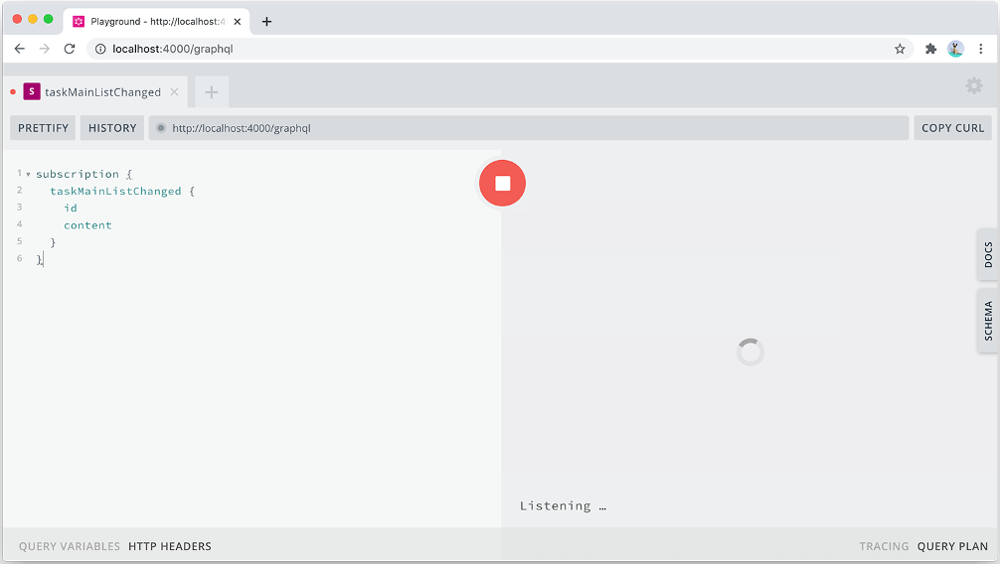 Playground - http://localhost:4
localhost:4000/graphql
S taskMainListChanged
PRETTIFY HISTORY http://localhost:4000/graphql COPY CURL
1 subscription {
2 taskMainListChanged {
3 id
4 content
5 }
6 }
DOCS
SCHEMA
Listening …
QUERY VARIABLES HTTP HEADERS TRACING QUERY PLAN